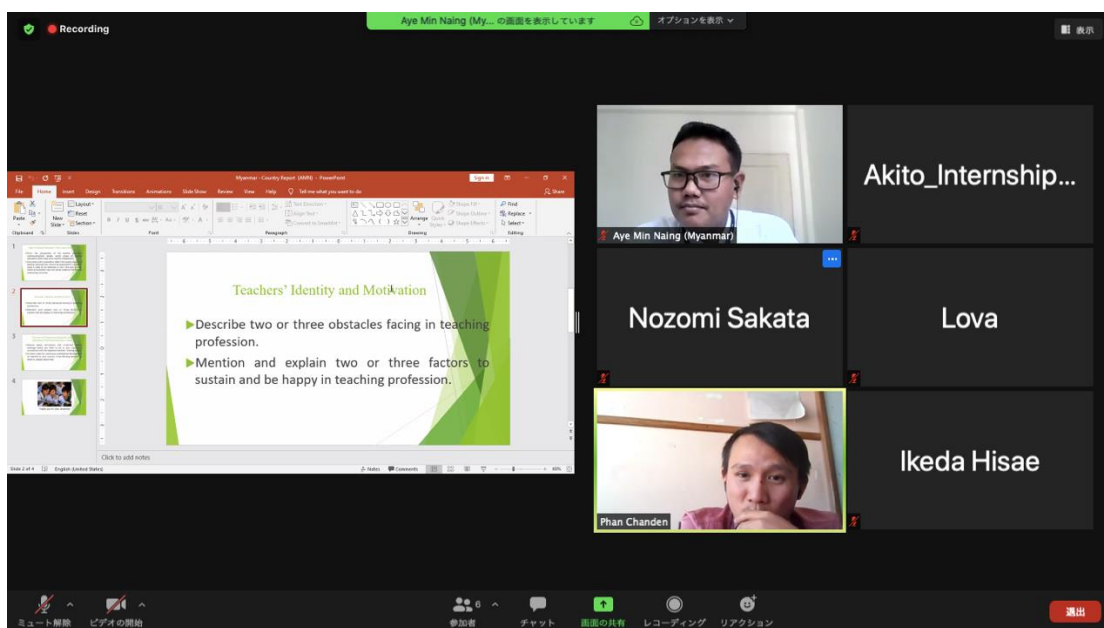 Recording
Aye Min Naing (My... の画面を表示しています
オプションを表示
表示
Myanmar - Country Report (AMN) - PowerPoint
Sign in
File Home Insert Design Transitions Animations Slide Show Review View Help Tell me what you want to do
Share
Paste
New
Slide
Layout
Reset
Section
Text Direction
Align Text
Convert to SmartArt
Arrange
Quick
Styles
Shape Fill
Shape Outline
Shape Effects
Find
Replace
Select
Clipboard
Slides
Font
Paragraph
Drawing
Editing
1
2
3
4
Teachers' Identity and Motivation
Describe two or three obstacles facing in teaching
profession.
Mention and explain two or three factors to
sustain and be happy in teaching profession.
Click to add notes
Slide 2 of 4
English (United States)
Notes
Comments
Aye Min Naing (Myanmar)
Akito_Internship...
Nozomi Sakata
Lova
Phan Chanden
Ikeda Hisae
ミュート解除
ビデオの開始
6
参加者
チャット
画面の共有
レコーディング
リアクション
退出